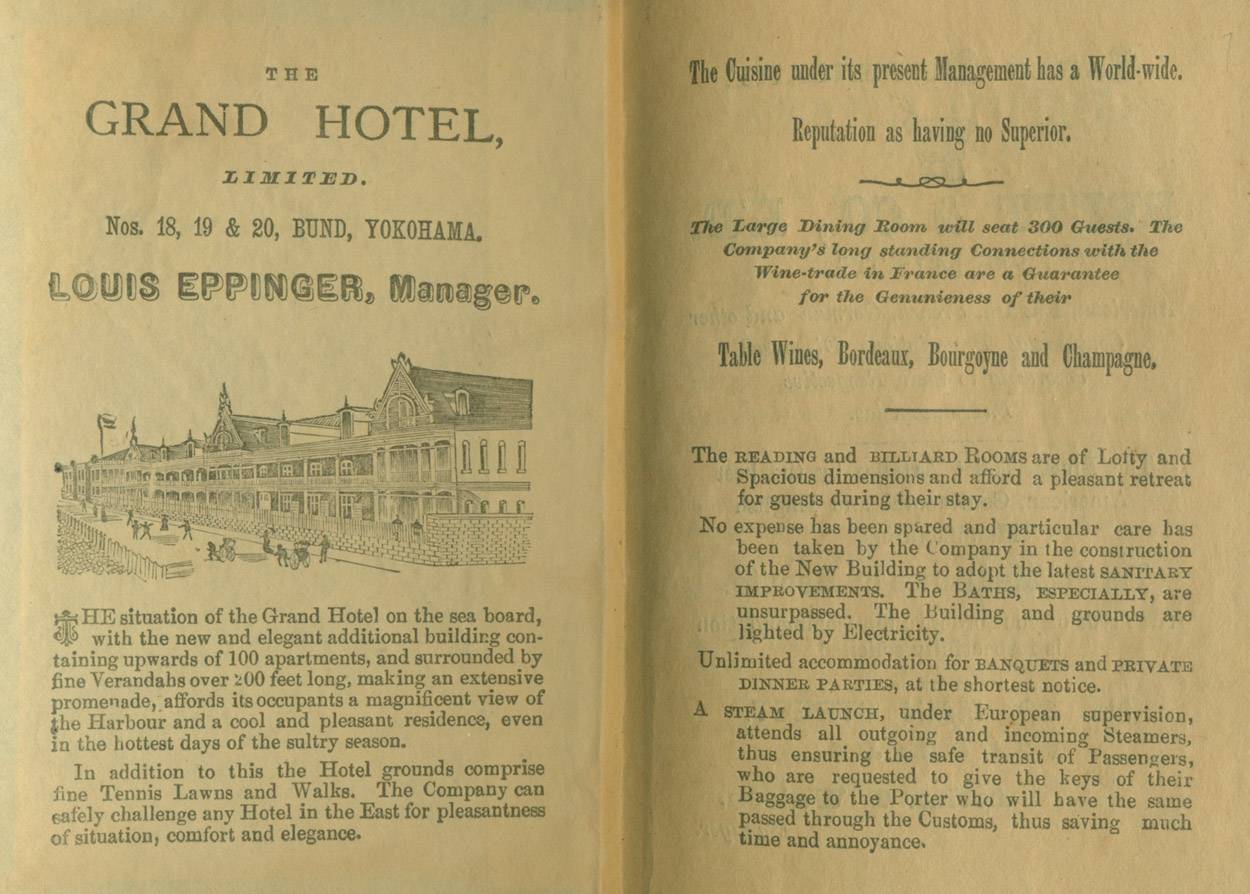 THE
GRAND HOTEL,
LIMITED.
Nos. 18, 19 & 20, BUND, YOKOHAMA.
LOUIS EPPINGER, Manager.
THE situation of the Grand Hotel on the sea board,
with the new and elegant additional building con-
taining upwards of 100 apartments, and surrounded by
fine Verandahs over 200 feet long, making an extensive
promenade, affords its occupants a magnificent view of
the Harbour and a cool and pleasant residence, even
in the hottest days of the sultry season.
In addition to this the Hotel grounds comprise
fine Tennis Lawns and Walks. The Company can
safely challenge any Hotel in the East for pleasantness
of situation, comfort and elegance.
The Cuisine under its present Management has a World-wide.
Reputation as having no Superior.
The Large Dining Room will seat 300 Guests. The
Company's long standing Connections with the
Wine-trade in France are a Guarantee
for the Genunieness of their
Table Wines, Bordeaux, Bourgoyne and Champagne,
The READING and BILLIARD ROOMS are of Lofty and
Spacious dimensions and afford a pleasant retreat
for guests during their stay.
No expense has been spared and particular care has
been taken by the Company in the construction
of the New Building to adopt the latest SANITARY
IMPROVEMENTS. The BATHS, ESPECIALLY, are
unsurpassed. The Building and grounds are
lighted by Electricity.
Unlimited accommodation for BANQUETS and PRIVATE
DINNER PARTIES, at the shortest notice.
A STEAM LAUNCH, under European supervision,
attends all outgoing and incoming Steamers,
thus ensuring the safe transit of Passengers,
who are requested to give the keys of their
Baggage to the Porter who will have the same
passed through the Customs, thus saving much
time and annoyance.